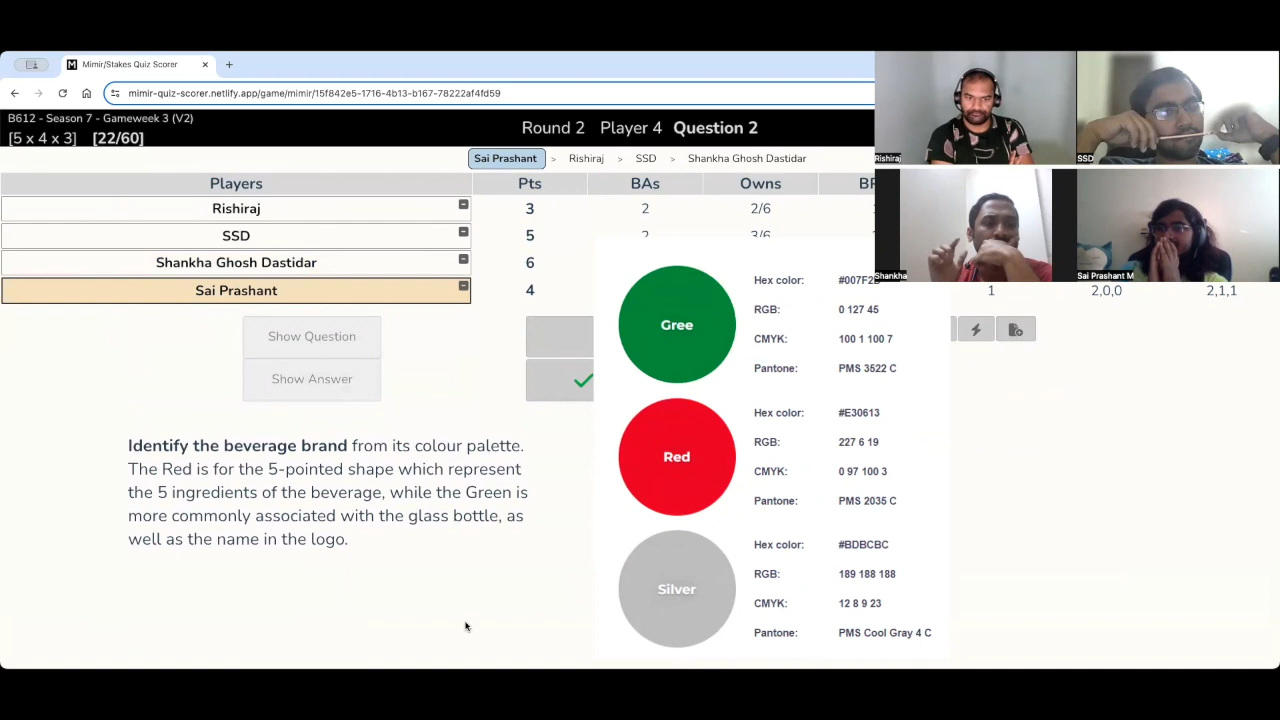 Mimir/Stakes Quiz Scorer
mimir-quiz-scorer.netlify.app/game/mimir/15f842e5-1716-4b13-b167-78222af4fd59
B612 - Season 7 - Gameweek 3 (V2)
[5 x 4 x 3] [22/60]
Round 2 Player 4 Question 2
Sai Prashant > Rishiraj > SSD > Shankha Ghosh Dastidar
Players Pts BAs Owns
Rishiraj 3 2 2/6
SSD 5 2 3/6
Shankha Ghosh Dastidar 6
Sai Prashant 4 1 2,0,0 2,1,1
Show Question
Show Answer
Identify the beverage brand from its colour palette.
The Red is for the 5-pointed shape which represent
the 5 ingredients of the beverage, while the Green is
more commonly associated with the glass bottle, as
well as the name in the logo.
Gree
Hex color: #007F2D
RGB: 0 127 45
CMYK: 100 1 100 7
Pantone: PMS 3522 C
Red
Hex color: #E30613
RGB: 227 6 19
CMYK: 0 97 100 3
Pantone: PMS 2035 C
Silver
Hex color: #BDBCBC
RGB: 189 188 188
CMYK: 12 8 9 23
Pantone: PMS Cool Gray 4 C
Rishiraj
SSD
Shankha
Sai Prashant M